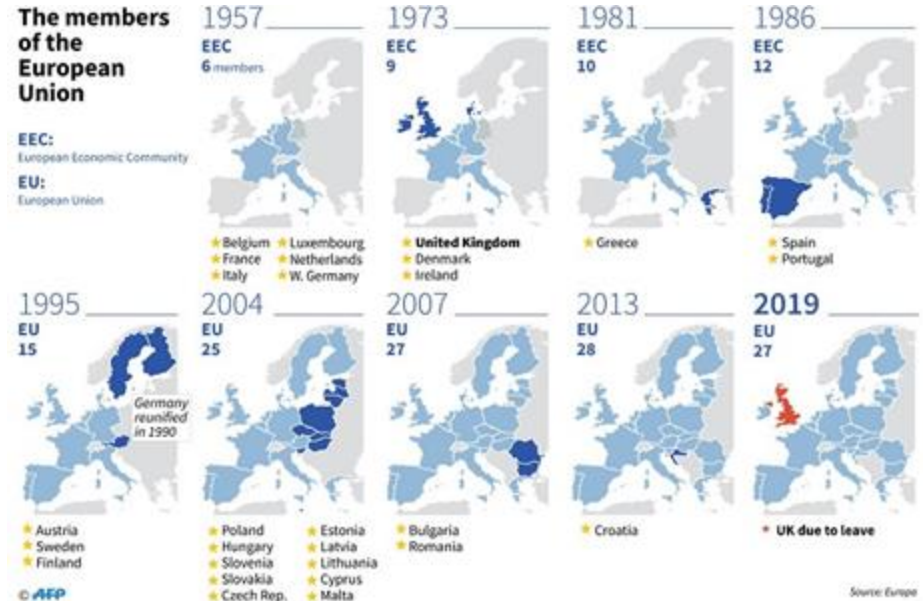 The members
of the
European
Union
EEC:
European Economic Community
EU:
European Union
1957
EEC
6 members
Belgium
France
Italy
Luxembourg
Netherlands
W. Germany
1973
EEC
9
United Kingdom
Denmark
Ireland
1981
EEC
10
Greece
1986
EEC
12
Spain
Portugal
1995
EU
15
Germany
reunified
in 1990
Austria
Sweden
Finland
2004
EU
25
Poland
Hungary
Slovenia
Slovakia
Czech Rep.
Estonia
Latvia
Lithuania
Cyprus
Malta
2007
EU
27
Bulgaria
Romania
2013
EU
28
Croatia
2019
EU
27
UK due to leave
© AFP
Source: Europa